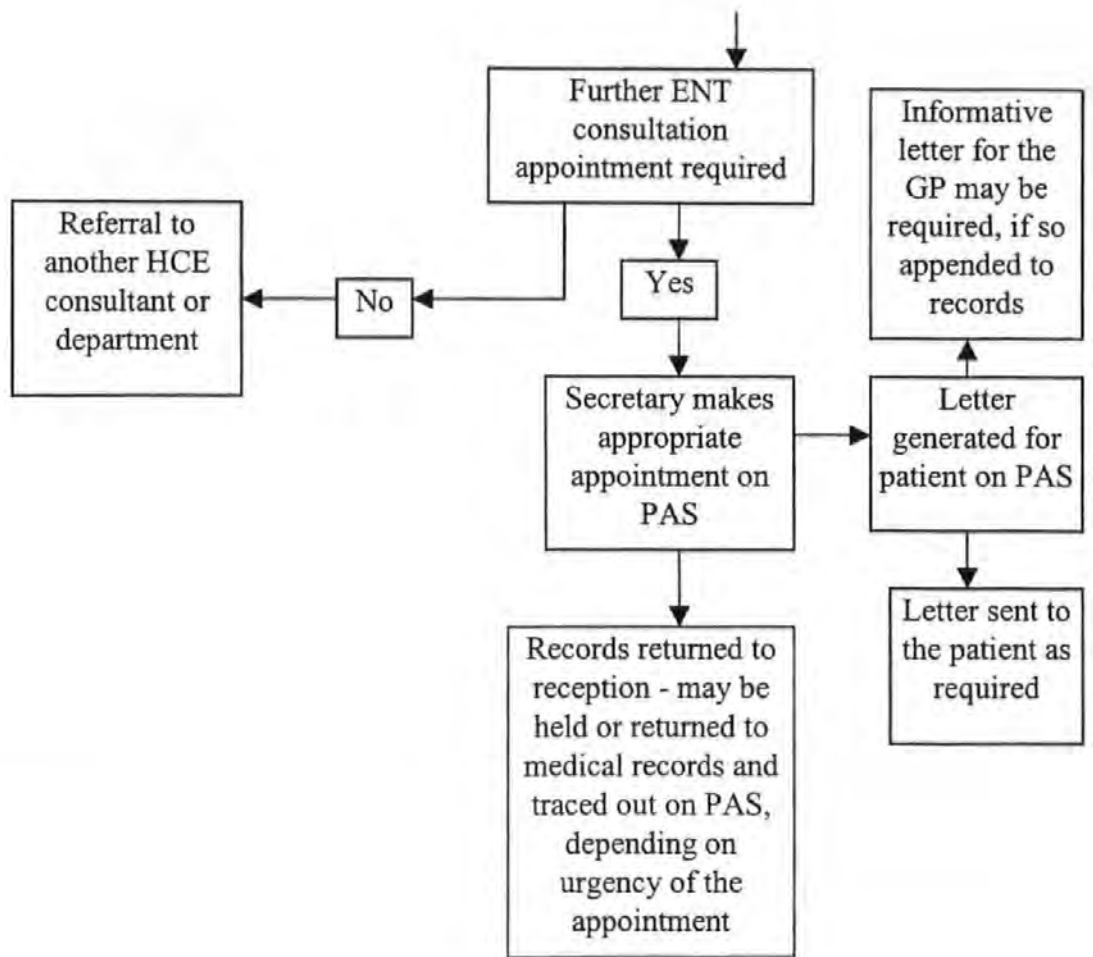 Further ENT
consultation
appointment required
Informative
letter for the
GP may be
required, if so
appended to
records
Referral to
another HCE
consultant or
department
No
Yes
Secretary makes
appropriate
appointment on
PAS
Letter
generated for
patient on PAS
Records returned to
reception - may be
held or returned to
medical records and
traced out on PAS,
depending on
urgency of the
appointment
Letter sent to
the patient as
required